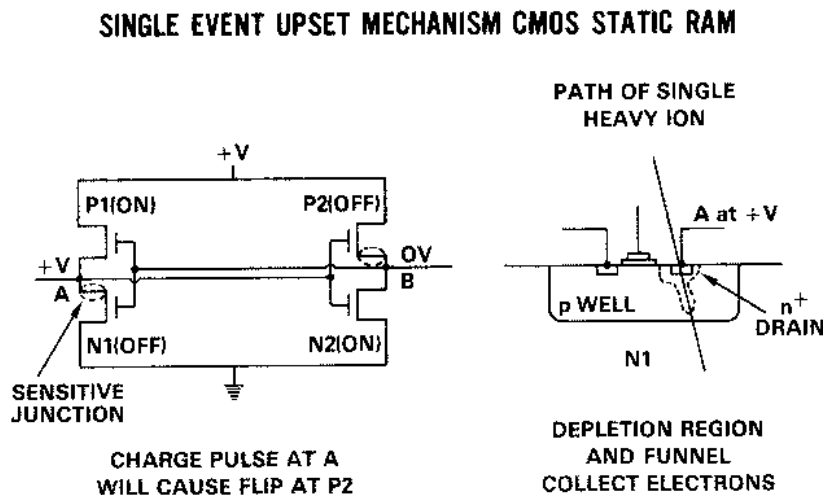 SINGLE EVENT UPSET MECHANISM CMOS STATIC RAM
+V
P1(ON)
P2(OFF)
+V
A
0V
B
N1(OFF)
N2(ON)
SENSITIVE
JUNCTION
CHARGE PULSE AT A
WILL CAUSE FLIP AT P2
PATH OF SINGLE
HEAVY ION
A at +V
p WELL
n+
DRAIN
N1
DEPLETION REGION
AND FUNNEL
COLLECT ELECTRONS